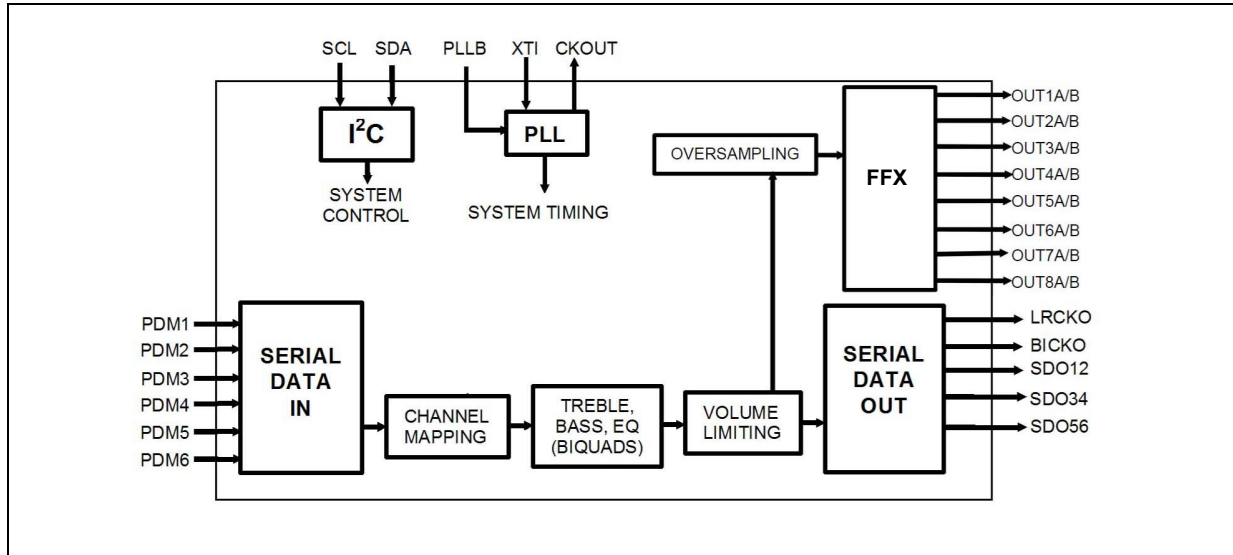 SCL SDA PLLB XTI CKOUT
I²C
PLL
SYSTEM
CONTROL
SYSTEM TIMING
OVERSAMPLING
FFX
OUT1A/B
OUT2A/B
OUT3A/B
OUT4A/B
OUT5A/B
OUT6A/B
OUT7A/B
OUT8A/B
PDM1
PDM2
PDM3
PDM4
PDM5
PDM6
SERIAL
DATA
IN
CHANNEL
MAPPING
TREBLE,
BASS, EQ
(BIQUADS)
VOLUME
LIMITING
SERIAL
DATA
OUT
LRCKO
BICKO
SDO12
SDO34
SDO56